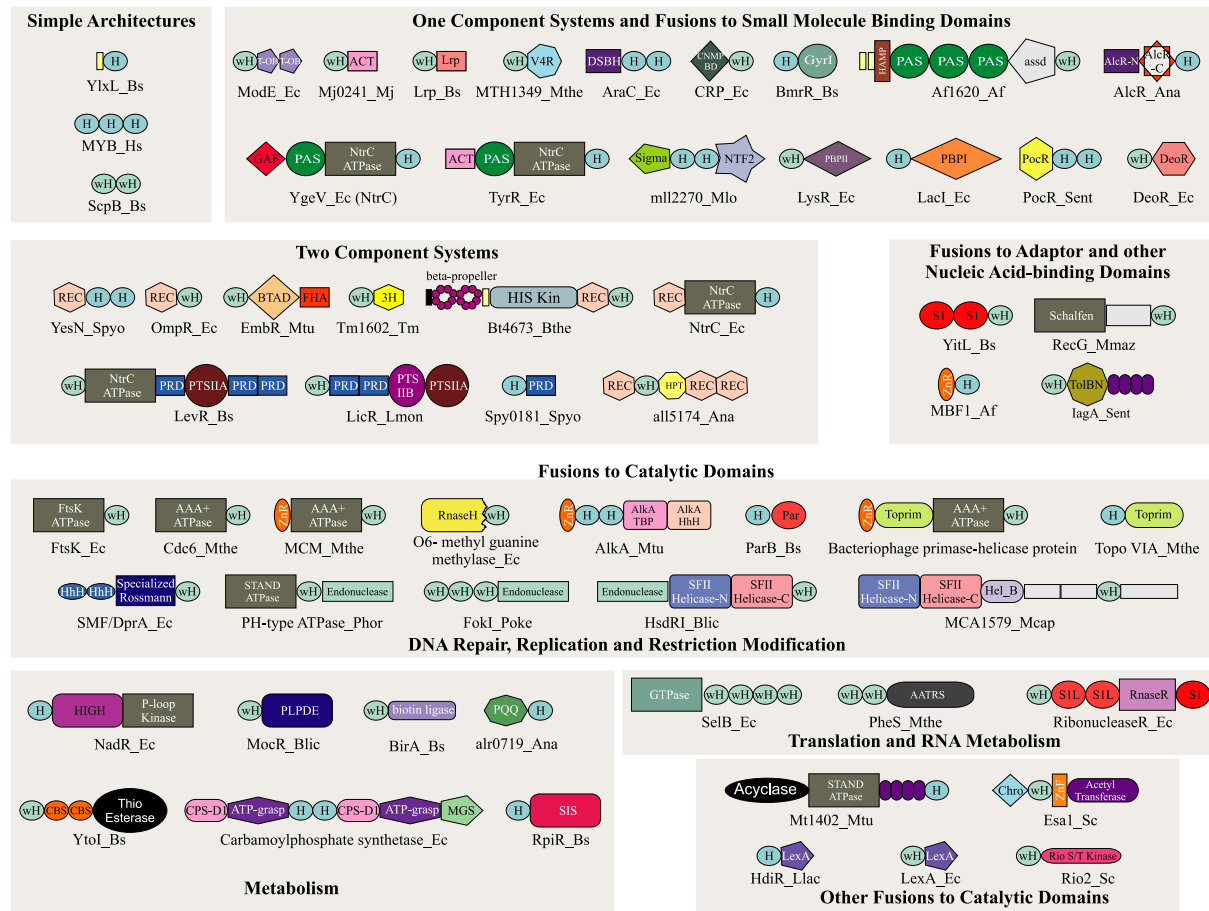 Simple Architectures
H
YlxL_Bs
H H H
MYB_Hs
wH wH
ScpB_Bs
One Component Systems and Fusions to Small Molecule Binding Domains
wH T-OB T-OB
ModE_Ec
wH ACT
Mj0241_Mj
wH Lrp
Lrp_Bs
wH V4R
MTH1349_Mthe
DSBH H H
AraC_Ec
CNMP
BD
wH
CRP_Ec
H GyrI
BmrR_Bs
HAMP PAS PAS PAS assd wH
Af1620_Af
AlcR-N AlcR
-C
H
AlcR_Ana
GAF PAS NtrC
ATPase
H
YgeV_Ec (NtrC)
ACT PAS NtrC
ATPase
H
TyrR_Ec
Sigma H H NTF2
mll2270_Mlo
wH PBPII
LysR_Ec
H PBPI
LacI_Ec
PocR H H
PocR_Sent
wH DeoR
DeoR_Ec
Two Component Systems
REC H H
YesN_Spyo
REC wH
OmpR_Ec
wH BTAD FHA
EmbR_Mtu
wH 3H
Tm1602_Tm
beta-propeller
HIS Kin REC wH
Bt4673_Bthe
REC NtrC
ATPase
H
NtrC_Ec
wH NtrC
ATPase
PRD PTSIIA PRD PRD
LevR_Bs
wH PRD PRD PTS
IIB
PTSIIA
LicR_Lmon
H PRD
Spy0181_Spyo
REC wH HPT REC REC
all5174_Ana
Fusions to Adaptor and other
Nucleic Acid-binding Domains
S1 S1 wH
YitL_Bs
Schalfen wH
RecG_Mmaz
ZnR H
MBF1_Af
wH TolBN
IagA_Sent
Fusions to Catalytic Domains
FtsK
ATPase
wH
FtsK_Ec
AAA+
ATPase
wH
Cdc6_Mthe
ZnR AAA+
ATPase
wH
MCM_Mthe
RnaseH wH
O6- methyl guanine
methylase_Ec
ZnR H H AlkA
TBP
AlkA
HhH
AlkA_Mtu
H Par
ParB_Bs
ZnR Toprim AAA+
ATPase
wH
Bacteriophage primase-helicase protein
H Toprim
Topo VIA_Mthe
HhH HhH Specialized
Rossmann
wH
SMF/DprA_Ec
STAND
ATPase
wH Endonuclease
PH-type ATPase_Phor
wH wH wH Endonuclease
FokI_Poke
Endonuclease SFII
Helicase-N
SFII
Helicase-C
wH
HsdRI_Blic
SFII
Helicase-N
SFII
Helicase-C
Hel_B wH
MCA1579_Mcap
DNA Repair, Replication and Restriction Modification
H HIGH P-loop
Kinase
NadR_Ec
wH PLPDE
MocR_Blic
wH biotin ligase
BirA_Bs
PQQ H
alr0719_Ana
wH CBS CBS Thio
Esterase
YtoI_Bs
CPS-D1 ATP-grasp H H CPS-D1 ATP-grasp MGS
Carbamoylphosphate synthetase_Ec
H SIS
RpiR_Bs
Metabolism
GTPase wH wH wH wH
SelB_Ec
wH wH AATRS
PheS_Mthe
wH S1L S1L RnaseR S1
RibonucleaseR_Ec
Translation and RNA Metabolism
Acyclase STAND
ATPase
H
Mt1402_Mtu
Chro wH ZnF Acetyl
Transferase
Esa1_Sc
H LexA
HdiR_Llac
wH LexA
LexA_Ec
wH Rio S/T Kinase
Rio2_Sc
Other Fusions to Catalytic Domains